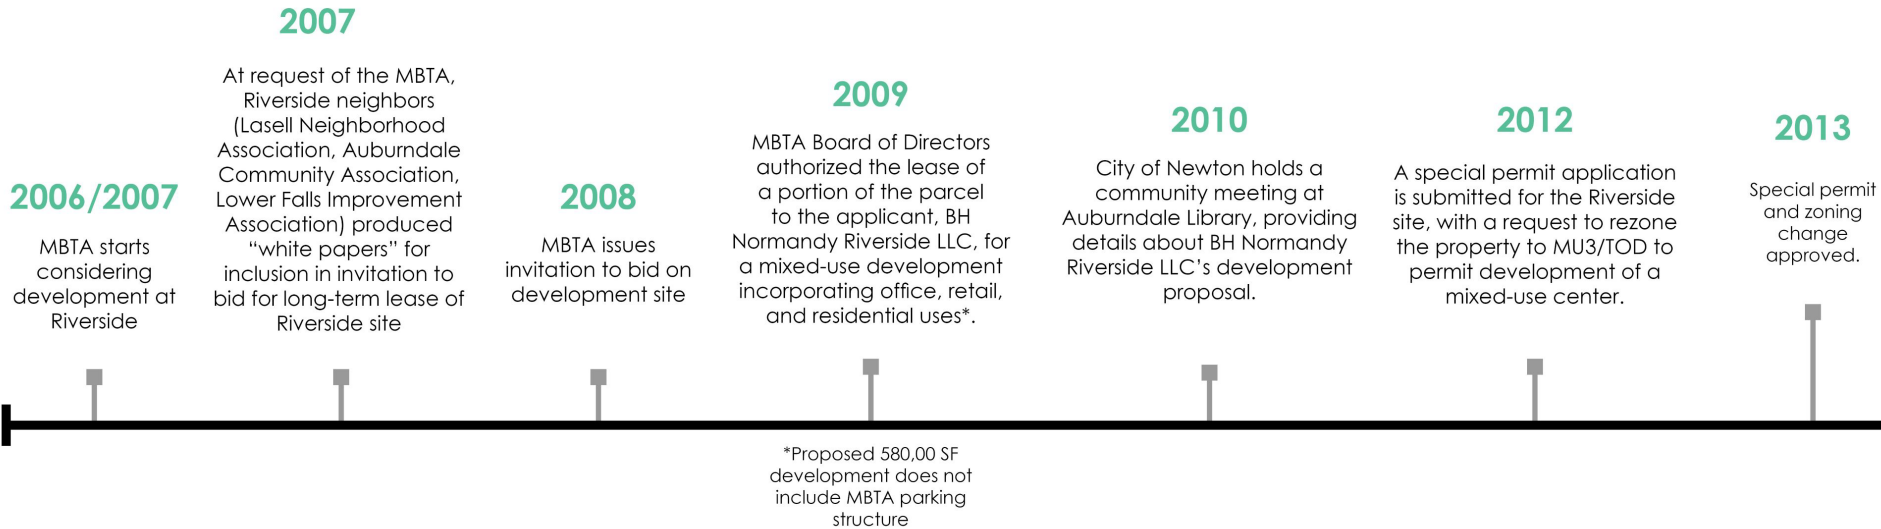 2006/2007
MBTA starts
considering
development at
Riverside
2007
At request of the MBTA,
Riverside neighbors
(Lasell Neighborhood
Association, Auburndale
Community Association,
Lower Falls Improvement
Association) produced
“white papers” for
inclusion in invitation to
bid for long-term lease of
Riverside site
2008
MBTA issues
invitation to bid on
development site
2009
MBTA Board of Directors
authorized the lease of
a portion of the parcel
to the applicant, BH
Normandy Riverside LLC, for
a mixed-use development
incorporating office, retail,
and residential uses*.
*Proposed 580,00 SF
development does not
include MBTA parking
structure
2010
City of Newton holds a
community meeting at
Auburndale Library, providing
details about BH Normandy
Riverside LLC’s development
proposal.
2012
A special permit application
is submitted for the Riverside
site, with a request to rezone
the property to MU3/TOD to
permit development of a
mixed-use center.
2013
Special permit
and zoning
change
approved.